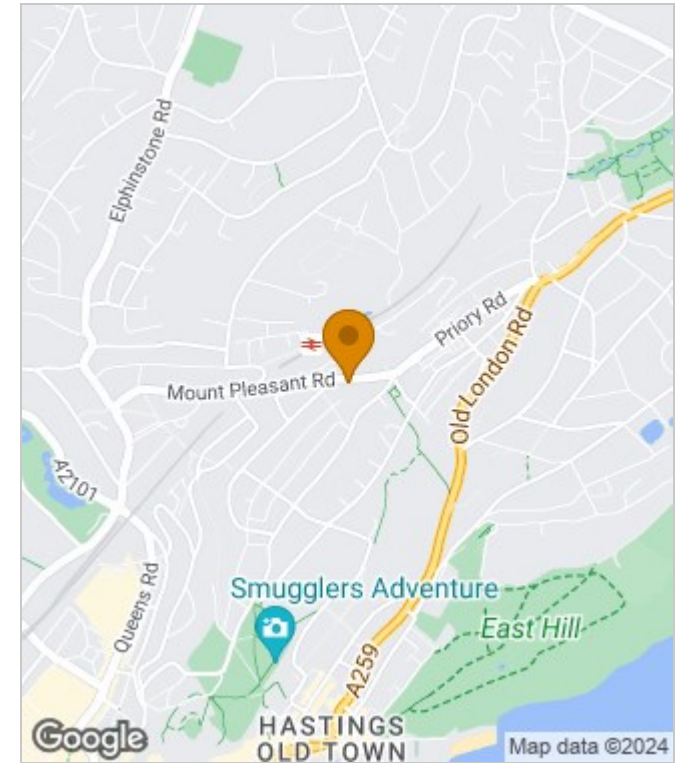 Elphinstone Rd
Priory Rd
Mount Pleasant Rd
Old London Rd
A2101
Queens Rd
Smugglers Adventure
East Hill
A259
HASTINGS
OLD TOWN
Google
Map data ©2024